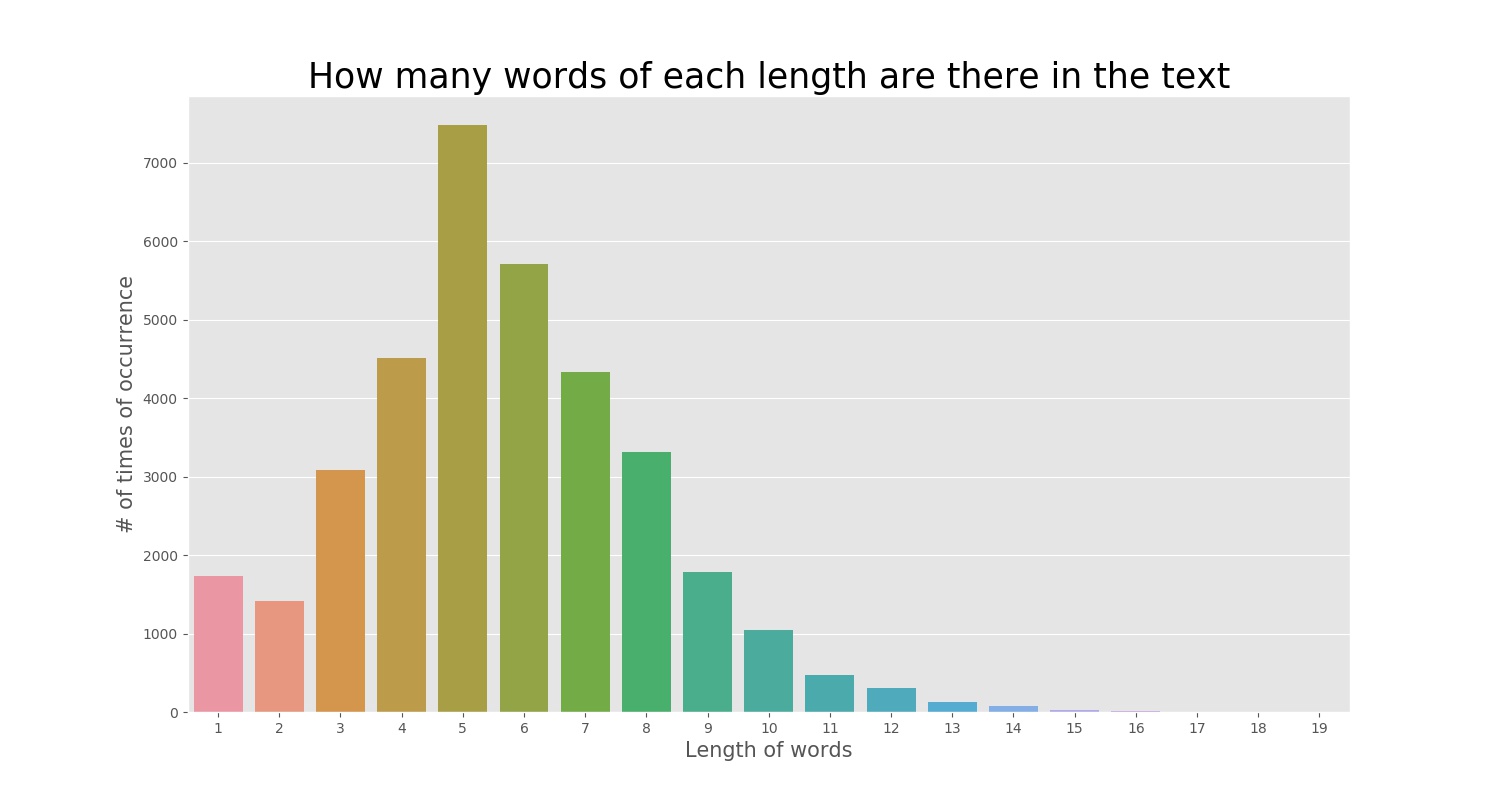 How many words of each length are there in the text
# of times of occurrence
7000
6000
5000
4000
3000
2000
1000
0
1 2 3 4 5 6 7 8 9 10 11 12 13 14 15 16 17 18 19
Length of words